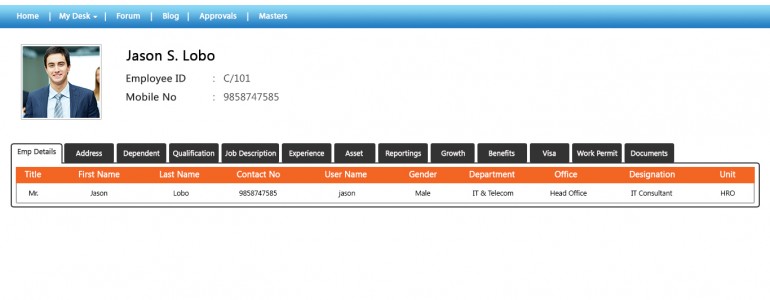 Home | My Desk | Forum | Blog | Approvals | Masters
Jason S. Lobo
Employee ID : C/101
Mobile No : 9858747585
Emp Details Address Dependent Qualification Job Description Experience Asset Reportings Growth Benefits Visa Work Permit Documents
Title First Name Last Name Contact No User Name Gender Department Office Designation Unit
Mr. Jason Lobo 9858747585 jason Male IT & Telecom Head Office IT Consultant HRO